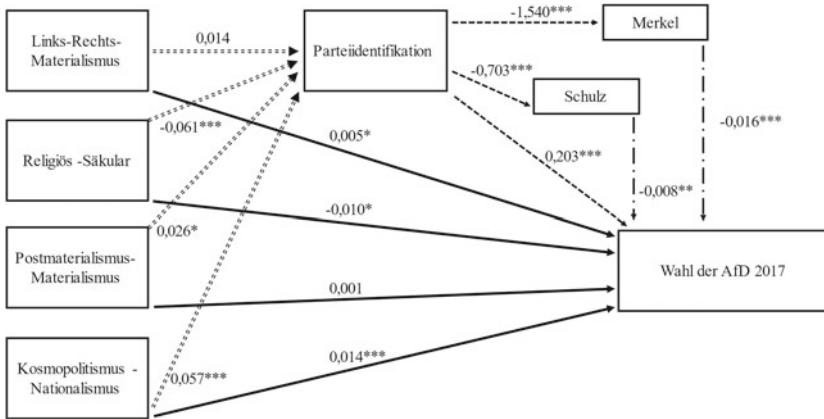 Links-Rechts-
Materialismus
0,014
Parteiidentifikation
-1,540***
Merkel
-0,703***
Schulz
-0,061***
0,005*
0,203***
-0,016***
-0,008**
Religiös -Säkular
-0,010*
0,026*
Postmaterialismus-
Materialismus
0,001
Wahl der AfD 2017
Kosmopolitismus -
Nationalismus
0,057***
0,014***